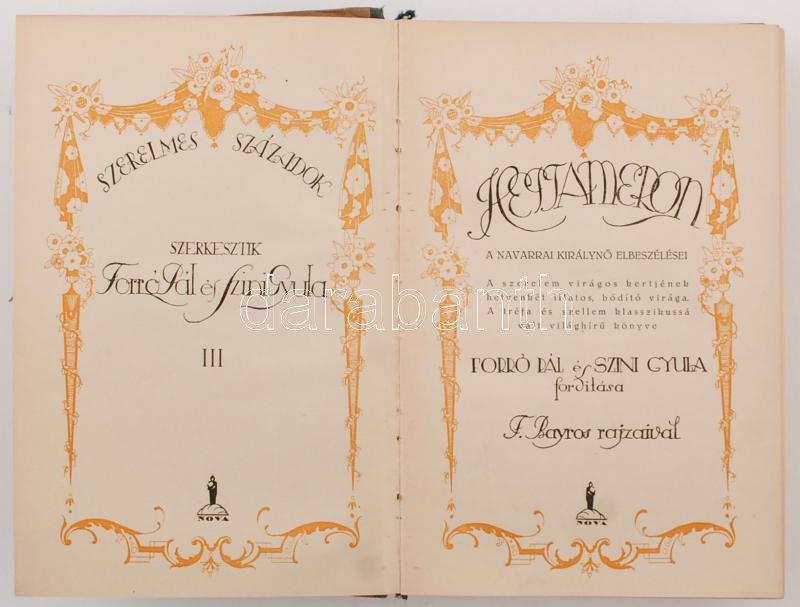 SZERELMES SZÁZADOK
SZERKESZTIK
Forró Pál és Szini Gyula
III
NOVA
HEPTAMERON
A NAVARRAI KIRÁLYNŐ ELBESZÉLÉSEI
A szerelem virágos kertjének
hetvenkét illatos, bódító virága.
A tréfa és szellem klasszikussá
vált világhírű könyve
FORRÓ PÁL és SZINI GYULA
fordítása
F. Bayros rajzaival
NOVA
darabanth